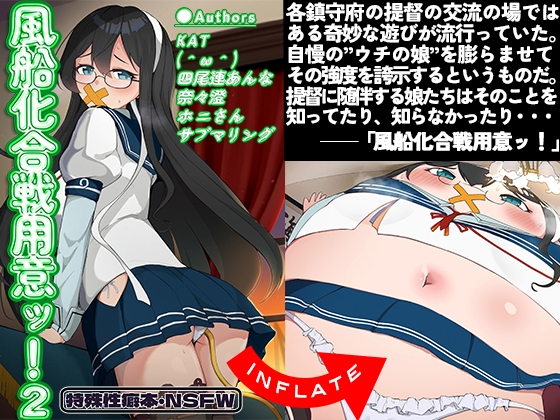 風船化合戦用意ッ！2
●Authors
KAT
(＾ω＾)
四尾連あんな
奈々澄
ホニさん
サブマリング
特殊性癖本・NSFW
各鎮守府の提督の交流の場では
ある奇妙な遊びが流行っていた。
自慢の”ウチの娘”を膨らませて
その強度を誇示するというものだ。
提督に随伴する娘たちはそのことを
知ってたり、知らなかったり・・・
――「風船化合戦用意ッ！」
INFLATE